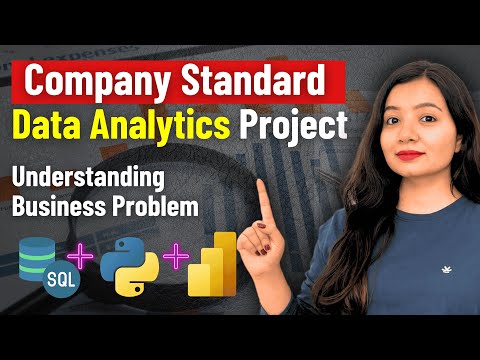 Company Standard
Data Analytics Project
Understanding
Business Problem
SQL